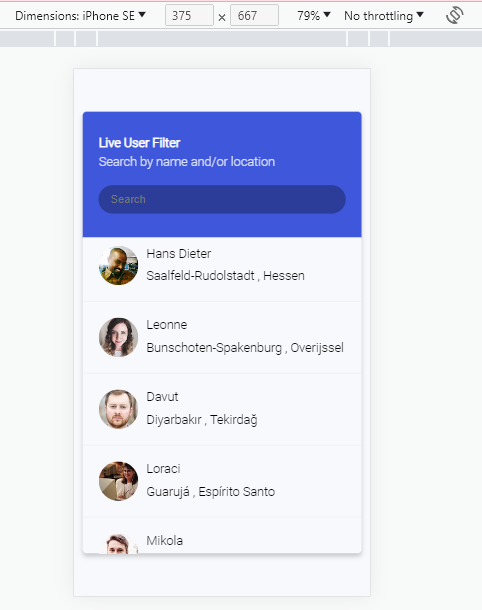 Dimensions: iPhone SE 375 × 667 79% No throttling
Live User Filter
Search by name and/or location
Search
Hans Dieter
Saalfeld-Rudolstadt , Hessen
Leonne
Bunschoten-Spakenburg , Overijssel
Davut
Diyarbakır , Tekirdağ
Loraci
Guarujá , Espírito Santo
Mikola